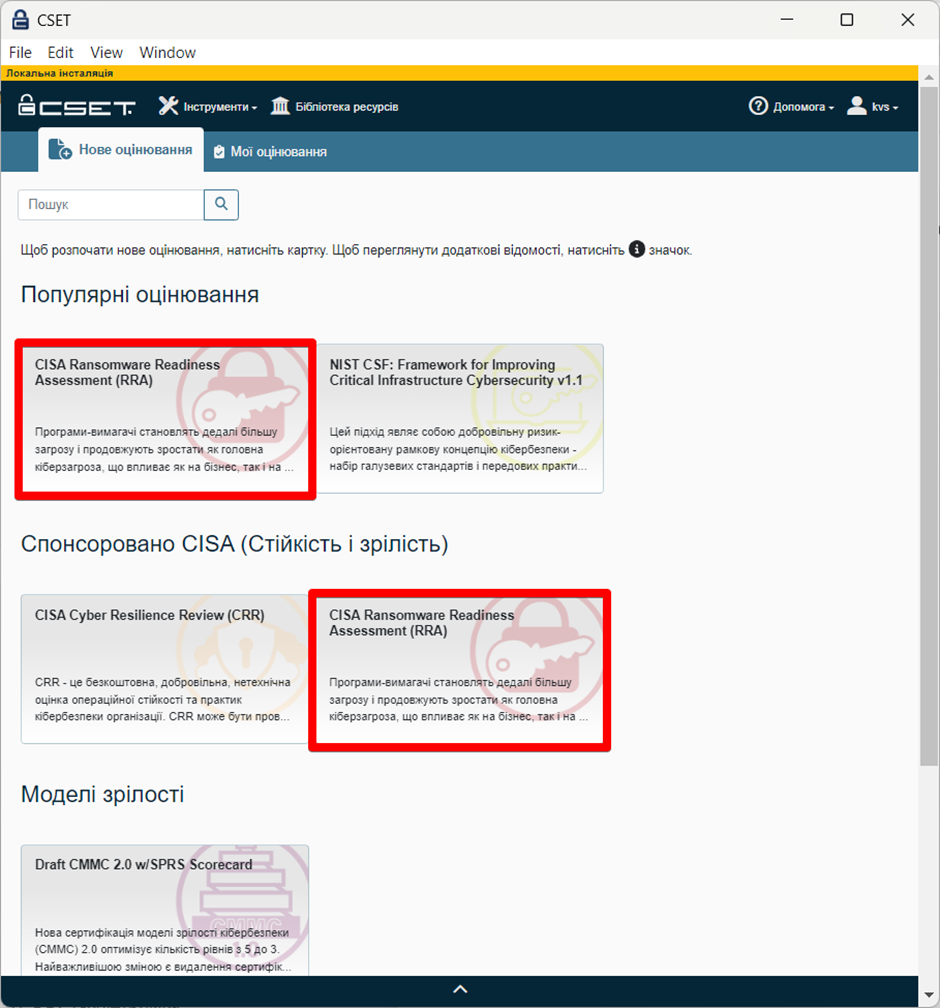 CSET
File Edit View Window
Локальна інсталяція
CSET Інструменти Бібліотека ресурсів Допомога kvs
Нове оцінювання Мої оцінювання
Пошук
Щоб розпочати нове оцінювання, натисніть картку. Щоб переглянути додаткові відомості, натисніть i значок.
Популярні оцінювання
CISA Ransomware Readiness
Assessment (RRA)
Програми-вимагачі становлять дедалі більшу
загрозу і продовжують зростати як головна
кіберзагроза, що впливає як на бізнес, так і на ...
NIST CSF: Framework for Improving
Critical Infrastructure Cybersecurity v1.1
Цей підхід являє собою добровільну ризик-
орієнтовану рамкову концепцію кібербезпеки -
набір галузевих стандартів і передових практи...
Спонсоровано CISA (Стійкість і зрілість)
CISA Cyber Resilience Review (CRR)
CRR - це безкоштовна, добровільна, нетехнічна
оцінка операційної стійкості та практик
кібербезпеки організації. CRR може бути пров...
CISA Ransomware Readiness
Assessment (RRA)
Програми-вимагачі становлять дедалі більшу
загрозу і продовжують зростати як головна
кіберзагроза, що впливає як на бізнес, так і на ...
Моделі зрілості
Draft CMMC 2.0 w/SPRS Scorecard
CMMC
1.0
Нова сертифікація моделі зрілості кібербезпеки
(CMMC) 2.0 оптимізує кількість рівнів з 5 до 3.
Найважливішою зміною є видалення сертифік...